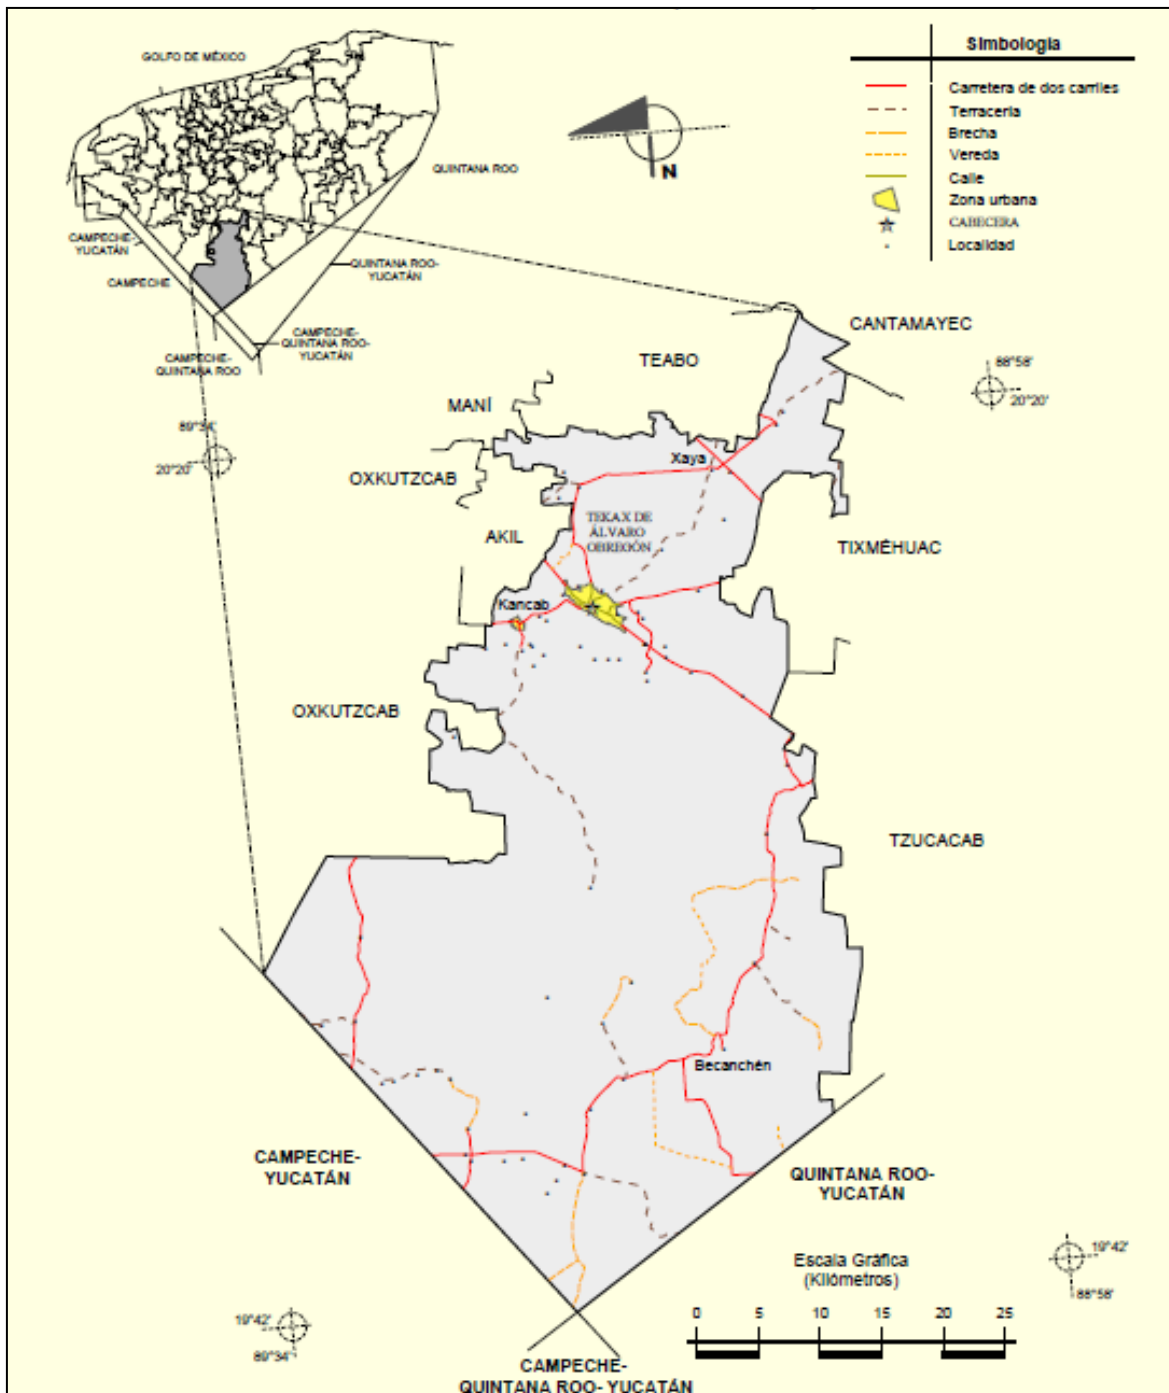 GOLFO DE MÉXICO
QUINTANA ROO
CAMPECHE-
YUCATÁN
CAMPECHE
QUINTANA ROO-
YUCATÁN
CAMPECHE-
QUINTANA ROO-
YUCATÁN
CAMPECHE-
QUINTANA ROO
N
Simbología
Carretera de dos carriles
Terracería
Brecha
Vereda
Calle
Zona urbana
CABECERA
Localidad
CANTAMAYEC
TEABO
88°58'
20°20'
MANÍ
89°34'
20°20'
OXKUTZCAB
Xaya
TEKAX DE
ÁLVARO
OBREGÓN
AKIL
TIXMÉHUAC
Kancab
OXKUTZCAB
TZUCACAB
Becanchén
CAMPECHE-
YUCATÁN
QUINTANA ROO-
YUCATÁN
19°42'
88°58'
Escala Gráfica
(Kilómetros)
0 5 10 15 20 25
19°42'
89°34'
CAMPECHE-
QUINTANA ROO- YUCATÁN